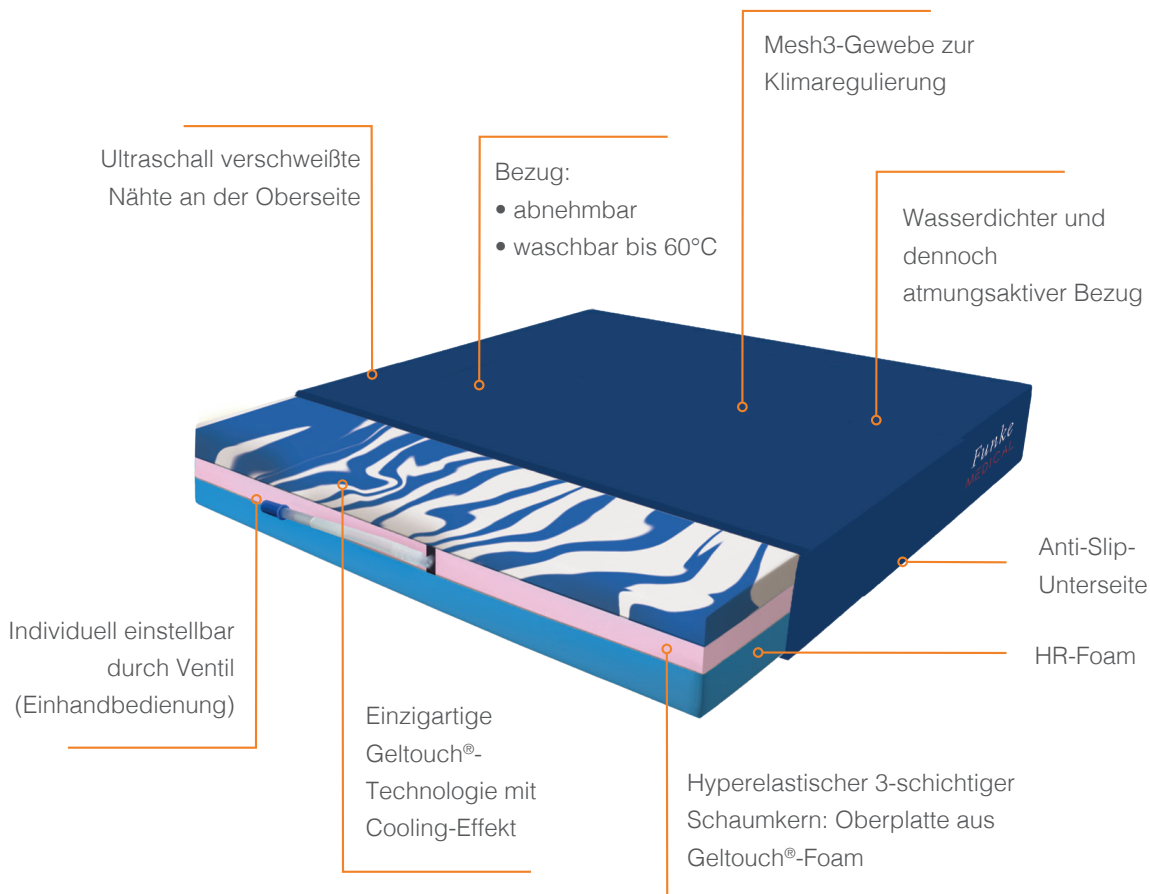 Mesh3-Gewebe zur
Klimaregulierung
Ultraschall verschweißte
Nähte an der Oberseite
Bezug:
• abnehmbar
• waschbar bis 60°C
Wasserdichter und
dennoch
atmungsaktiver Bezug
Funke
MEDICAL
Anti-Slip-
Unterseite
HR-Foam
Individuell einstellbar
durch Ventil
(Einhandbedienung)
Einzigartige
Geltouch®-
Technologie mit
Cooling-Effekt
Hyperelastischer 3-schichtiger
Schaumkern: Oberplatte aus
Geltouch®-Foam